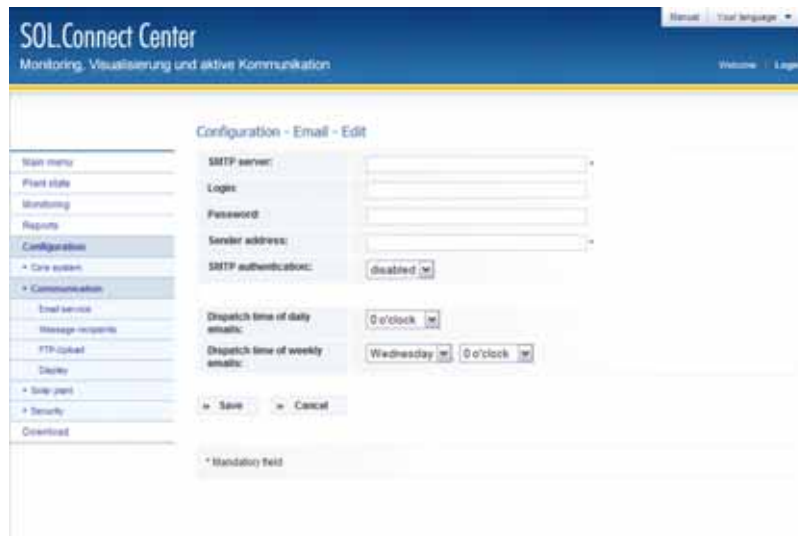 Manual Your language
SOL.Connect Center
Monitoring, Visualisierung und aktive Kommunikation
Welcome | Login
Configuration - Email - Edit
Main menu
Plant state
Monitoring
Reports
Configuration
Core system
Communication
Email service
Message recipients
FTP-Upload
Display
Solar plant
Security
Download
SMTP server: *
Login:
Password:
Sender address: *
SMTP authentication: disabled
Dispatch time of daily emails: 0 o'clock
Dispatch time of weekly emails: Wednesday, 0 o'clock
» Save » Cancel
* Mandatory field